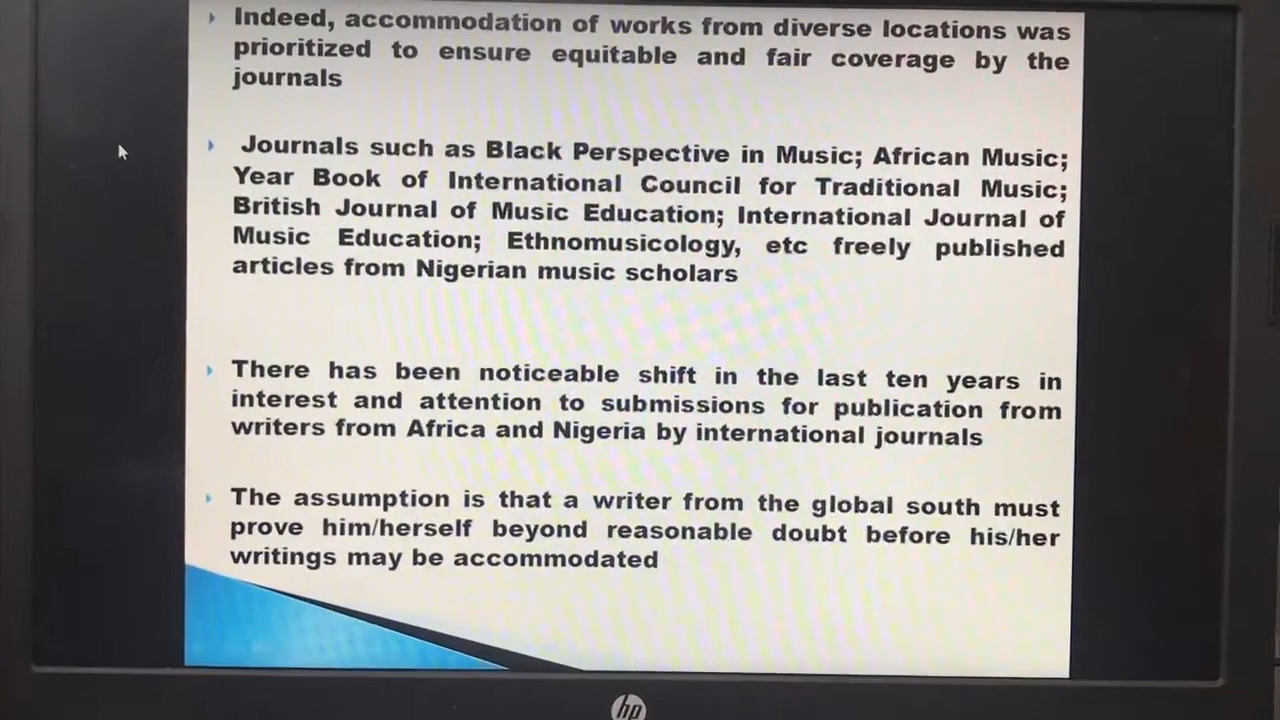 Indeed, accommodation of works from diverse locations was
prioritized to ensure equitable and fair coverage by the
journals
Journals such as Black Perspective in Music; African Music;
Year Book of International Council for Traditional Music;
British Journal of Music Education; International Journal of
Music Education; Ethnomusicology, etc freely published
articles from Nigerian music scholars
There has been noticeable shift in the last ten years in
interest and attention to submissions for publication from
writers from Africa and Nigeria by international journals
The assumption is that a writer from the global south must
prove him/herself beyond reasonable doubt before his/her
writings may be accommodated
hp